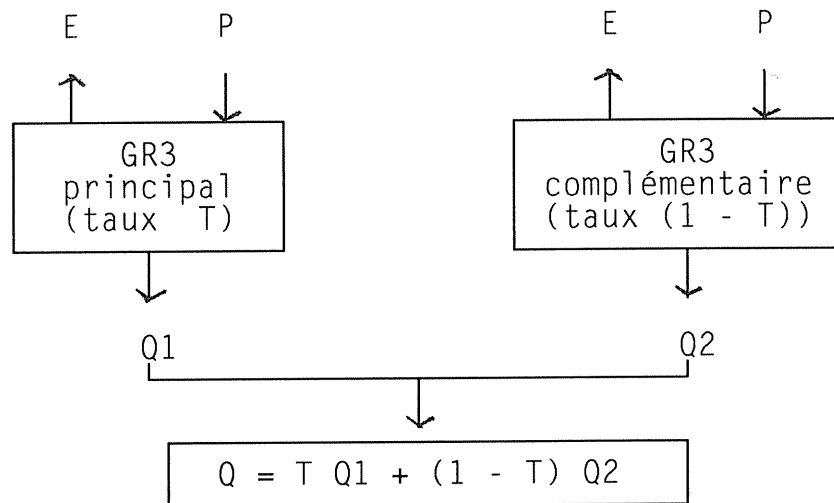 E P
E P
GR3
principal
(taux T)
GR3
complémentaire
(taux (1 - T))
Q1
Q2
Q = T Q1 + (1 - T) Q2